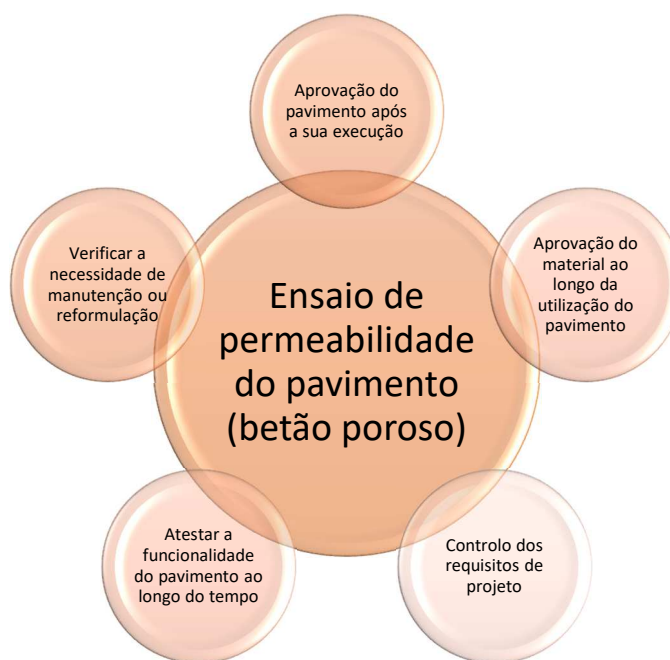 Aprovação do
pavimento após
a sua execução
Verificar a
necessidade de
manutenção ou
reformulação
Aprovação do
material ao
longo da
utilização do
pavimento
Ensaio de
permeabilidade
do pavimento
(betão poroso)
Atestar a
funcionalidade
do pavimento ao
longo do tempo
Controlo dos
requisitos de
projeto